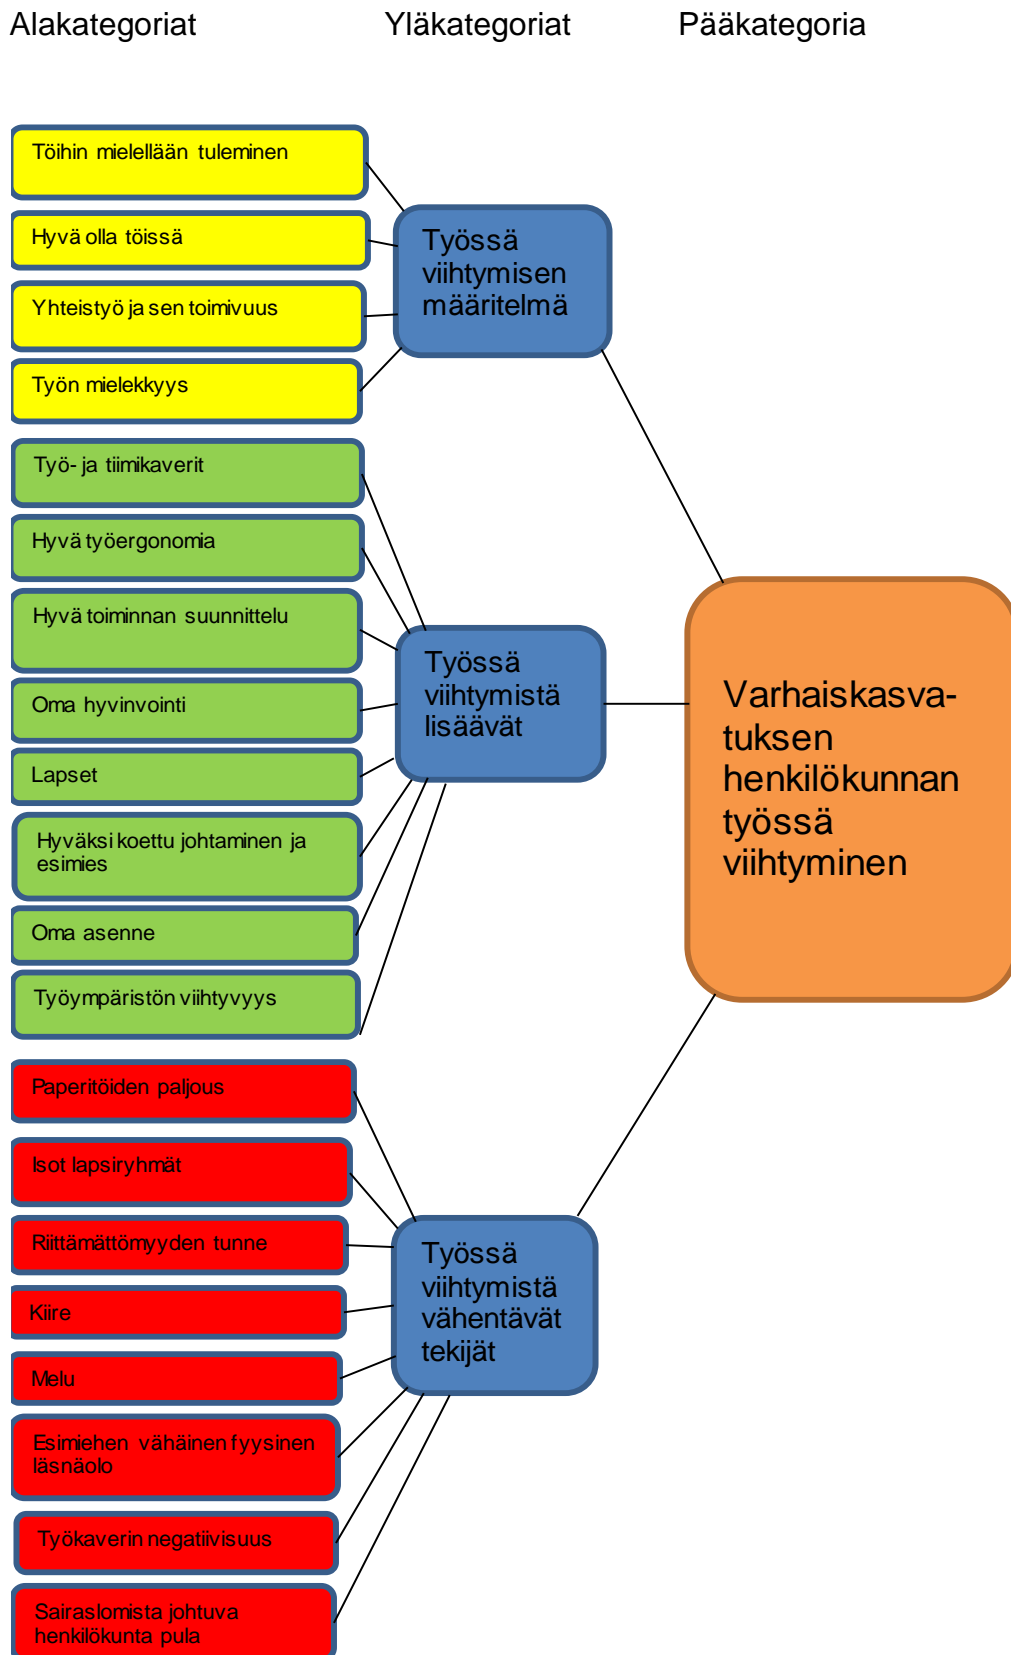 Alakategoriat Yläkategoriat Pääkategoria
Töihin mielellään tuleminen
Hyvä olla töissä
Yhteistyö ja sen toimivuus
Työn mielekkyys
Työssä
viihtymisen
määritelmä
Työ- ja tiimikaverit
Hyvä työergonomia
Hyvä toiminnan suunnittelu
Oma hyvinvointi
Lapset
Hyväksi koettu johtaminen ja
esimies
Oma asenne
Työympäristön viihtyvyys
Työssä
viihtymistä
lisäävät
Paperitöiden paljous
Isot lapsiryhmät
Riittämättömyyden tunne
Kiire
Melu
Esimiehen vähäinen fyysinen
läsnäolo
Työkaverin negatiivisuus
Sairaslomista johtuva
henkilökunta pula
Työssä
viihtymistä
vähentävät
tekijät
Varhaiskasva-
tuksen
henkilökunnan
työssä
viihtyminen